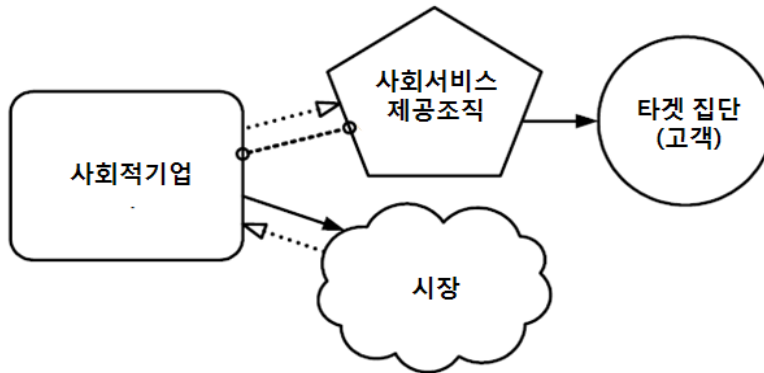 사회서비스
제공조직
타겟 집단
(고객)
사회적기업
시장